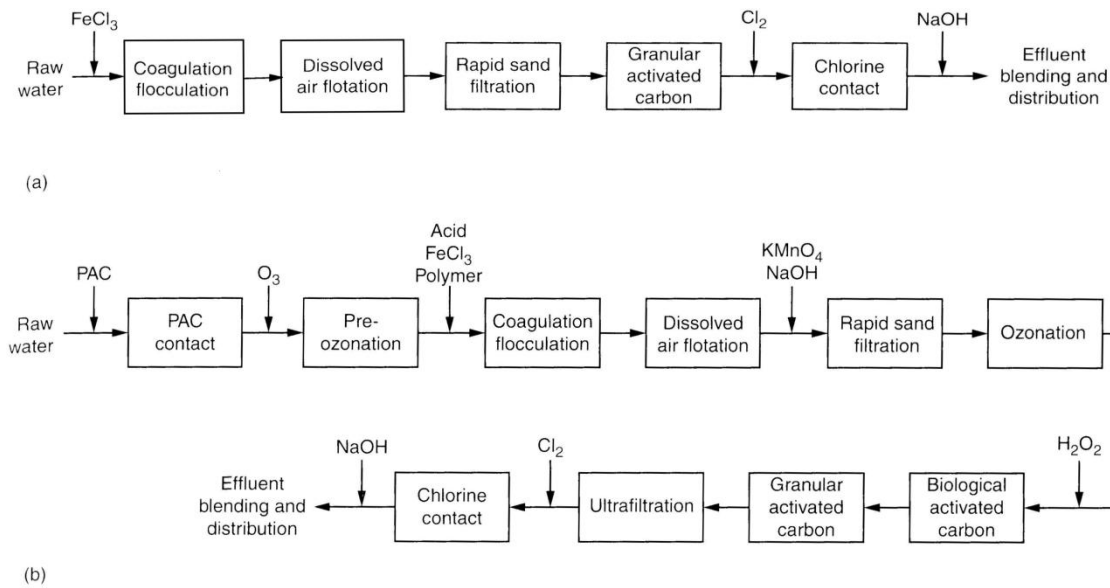 FeCl₃
Raw
water
Coagulation
flocculation
Dissolved
air flotation
Rapid sand
filtration
Granular
activated
carbon
Cl₂
Chlorine
contact
NaOH
Effluent
blending and
distribution
(a)
Raw
water
PAC
PAC
contact
O₃
Pre-
ozonation
Acid
FeCl₃
Polymer
Coagulation
flocculation
Dissolved
air flotation
KMnO₄
NaOH
Rapid sand
filtration
Ozonation
H₂O₂
Biological
activated
carbon
Granular
activated
carbon
Ultrafiltration
Cl₂
Chlorine
contact
NaOH
Effluent
blending and
distribution
(b)